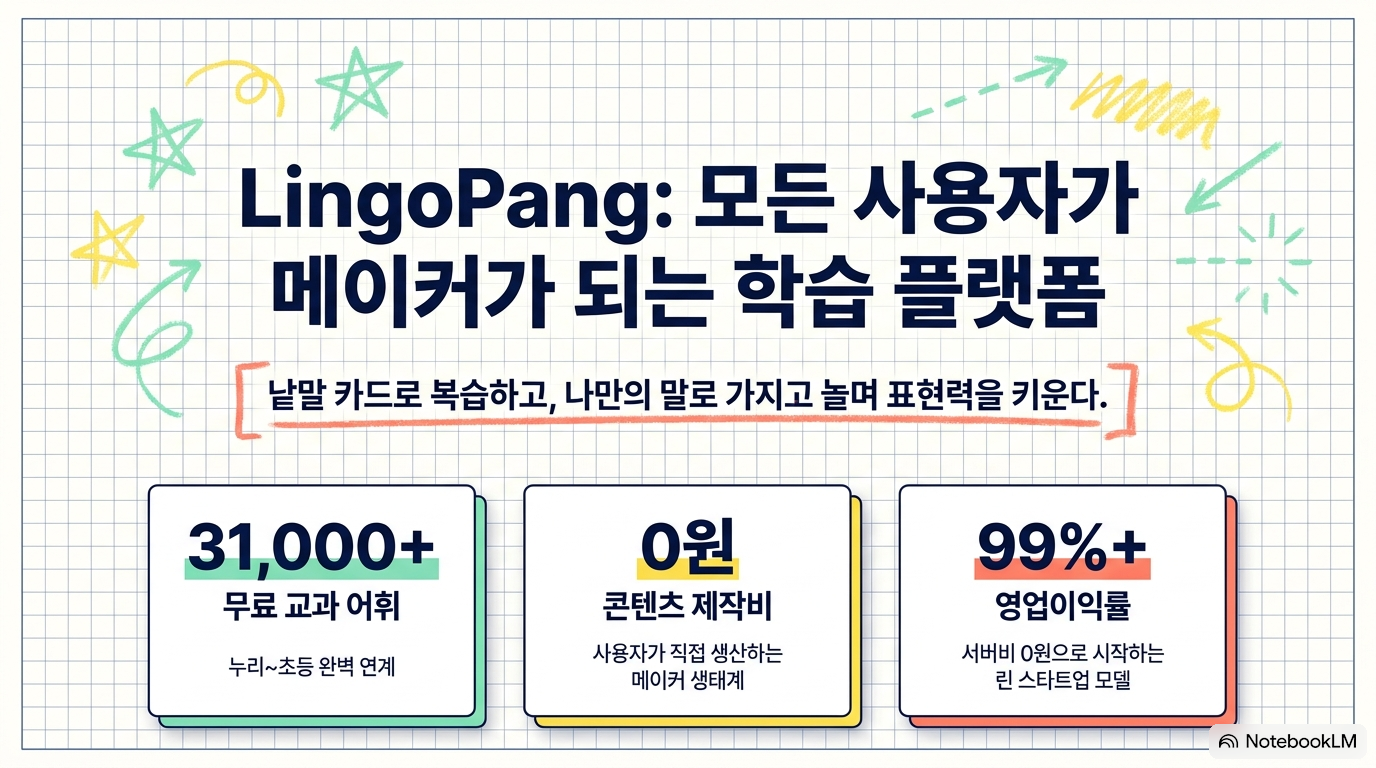 LingoPang: 모든 사용자가
메이커가 되는 학습 플랫폼
낱말 카드로 복습하고, 나만의 말로 가지고 놀며 표현력을 키운다.
31,000+
무료 교과 어휘
누리~초등 완벽 연계
0원
콘텐츠 제작비
사용자가 직접 생산하는
메이커 생태계
99%+
영업이익률
서버비 0원으로 시작하는
린 스타트업 모델
NotebookLM